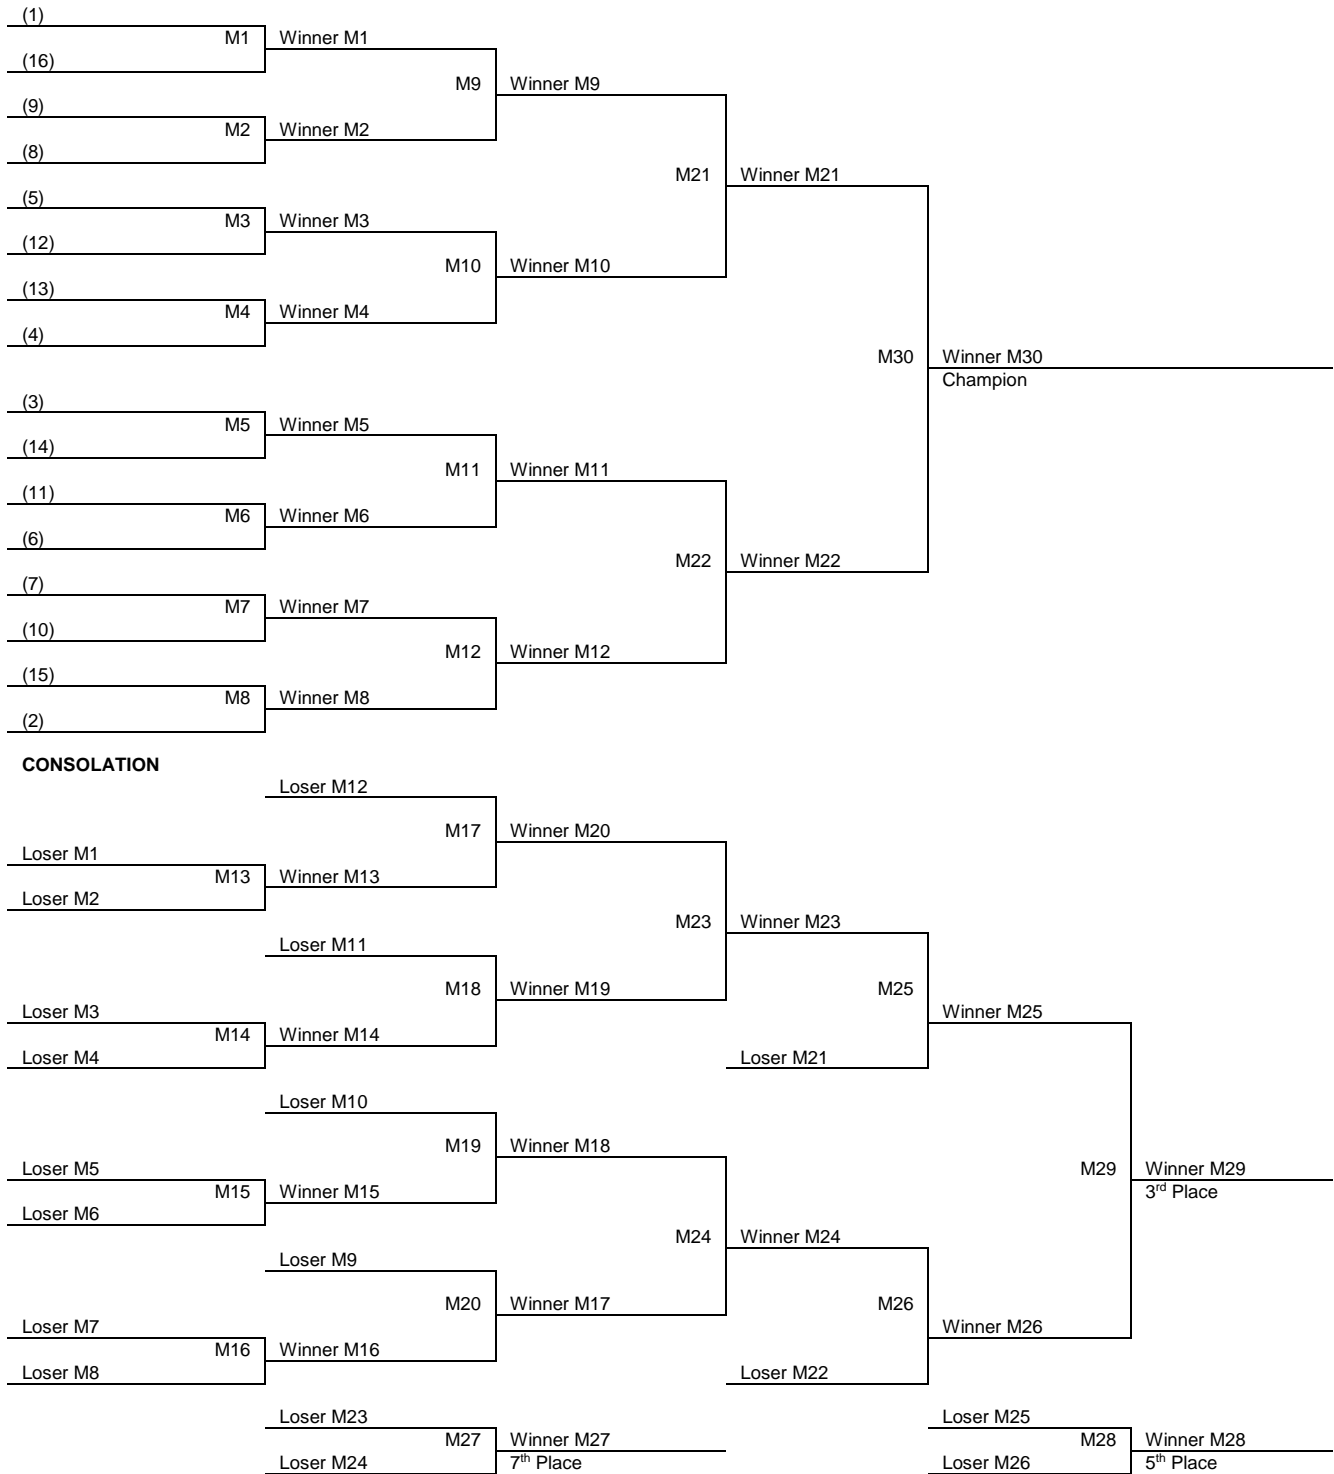 (1)
M1 Winner M1
(16)
M9 Winner M9
(9)
M2 Winner M2
(8)
M21 Winner M21
(5)
M3 Winner M3
(12)
M10 Winner M10
(13)
M4 Winner M4
(4)
M30 Winner M30
Champion
(3)
M5 Winner M5
(14)
M11 Winner M11
(11)
M6 Winner M6
(6)
M22 Winner M22
(7)
M7 Winner M7
(10)
M12 Winner M12
(15)
M8 Winner M8
(2)
CONSOLATION
Loser M12
M17 Winner M20
Loser M1
M13 Winner M13
Loser M2
M23 Winner M23
Loser M11
M18 Winner M19
M25
Loser M3
Winner M25
M14 Winner M14
Loser M4
Loser M21
Loser M10
M19 Winner M18
Loser M5
M29 Winner M29
M15 Winner M15
3rd Place
Loser M6
M24 Winner M24
Loser M9
M20 Winner M17
M26
Loser M7
Winner M26
M16 Winner M16
Loser M8
Loser M22
Loser M23
Loser M25
M27 Winner M27
M28 Winner M28
Loser M24
7th Place
Loser M26
5th Place